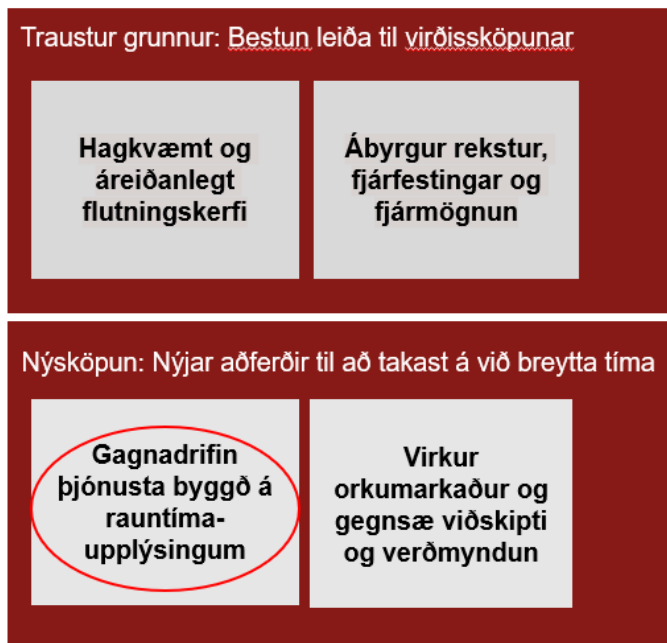 Traustur grunnur: Bestun leiða til virðissköpunar
Hagkvæmt og
áreiðanlegt
flutningskerfi
Ábyrgur rekstur,
fjárfestingar og
fjármögnun
Nýsköpun: Nýjar aðferðir til að takast á við breytta tíma
Gagnadrifin
þjónusta byggð á
rauntíma-
upplýsingum
Virkur
orkumarkaður og
gegnsæ viðskipti
og verðmyndun